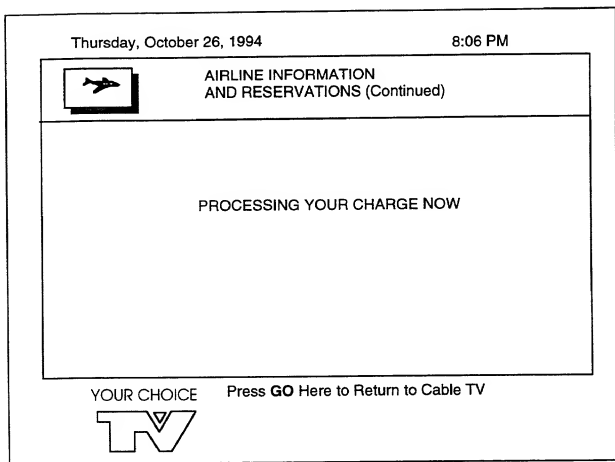 Thursday, October 26, 1994 8:06 PM
AIRLINE INFORMATION
AND RESERVATIONS (Continued)
PROCESSING YOUR CHARGE NOW
YOUR CHOICE Press GO Here to Return to Cable TV
TV